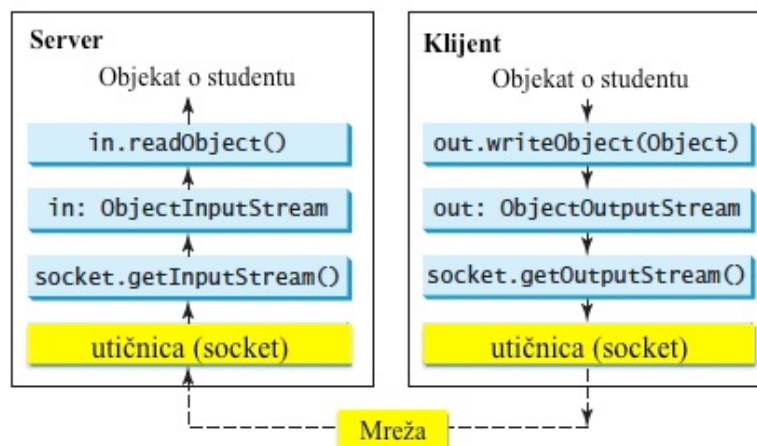 Server
Objekat o studentu
in.readObject()
in: ObjectInputStream
socket.getInputStream()
utičnica (socket)
Klijent
Objekat o studentu
out.writeObject(Object)
out: ObjectOutputStream
socket.getOutputStream()
utičnica (socket)
Mreža